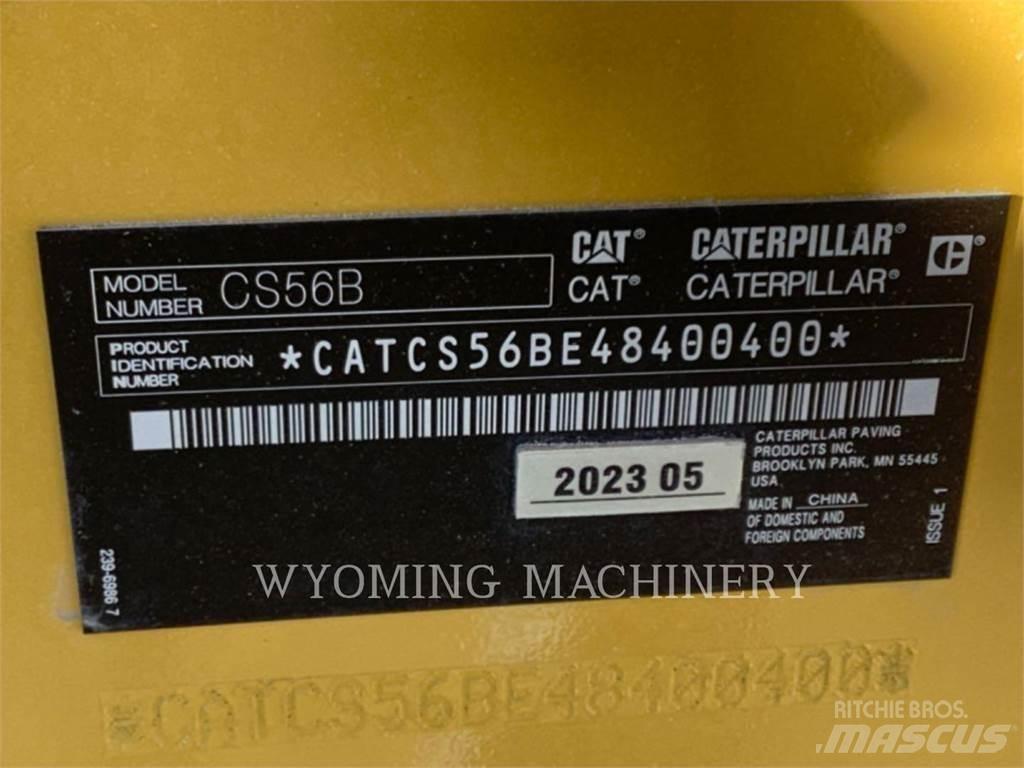 CAT® CATERPILLAR®
MODEL NUMBER CS56B
CAT® CATERPILLAR®
PRODUCT IDENTIFICATION NUMBER *CATCS56BE48400400*
CATERPILLAR PAVING
PRODUCTS INC.
BROOKLYN PARK, MN 55445
USA
2023 05
MADE IN CHINA
OF DOMESTIC AND
FOREIGN COMPONENTS
ISSUE 1
239-6986 7
WYOMING MACHINERY
*CATCS56BE48400400*
RITCHIE BROS.
MASCUS